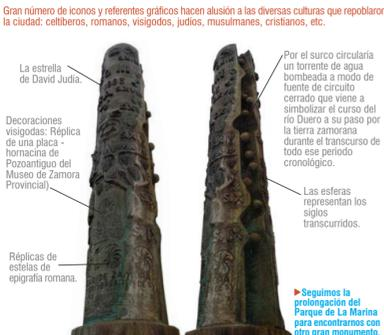 Gran número de iconos y referentes gráficos hacen alusión a las diversas culturas que repoblaron
la ciudad: celtíberos, romanos, visigodos, judíos, musulmanes, cristianos, etc.
La estrella
de David Judía.
Decoraciones
visigodas: Réplica
de una placa -
hornacina de
Pozoantiguo del
Museo de Zamora
Provincial).
Réplicas de
estelas de
epigrafía romana.
Por el surco circularía
un torrente de agua
bombeada a modo de
fuente de circuito
cerrado que viene a
simbolizar el curso del
río Duero a su paso por
la tierra zamorana
durante el transcurso de
todo ese periodo
cronológico.
Las esferas
representan los
siglos
transcurridos.
▶Seguimos la
prolongación del
Parque de La Marina
para encontrarnos con
otro gran monumento.